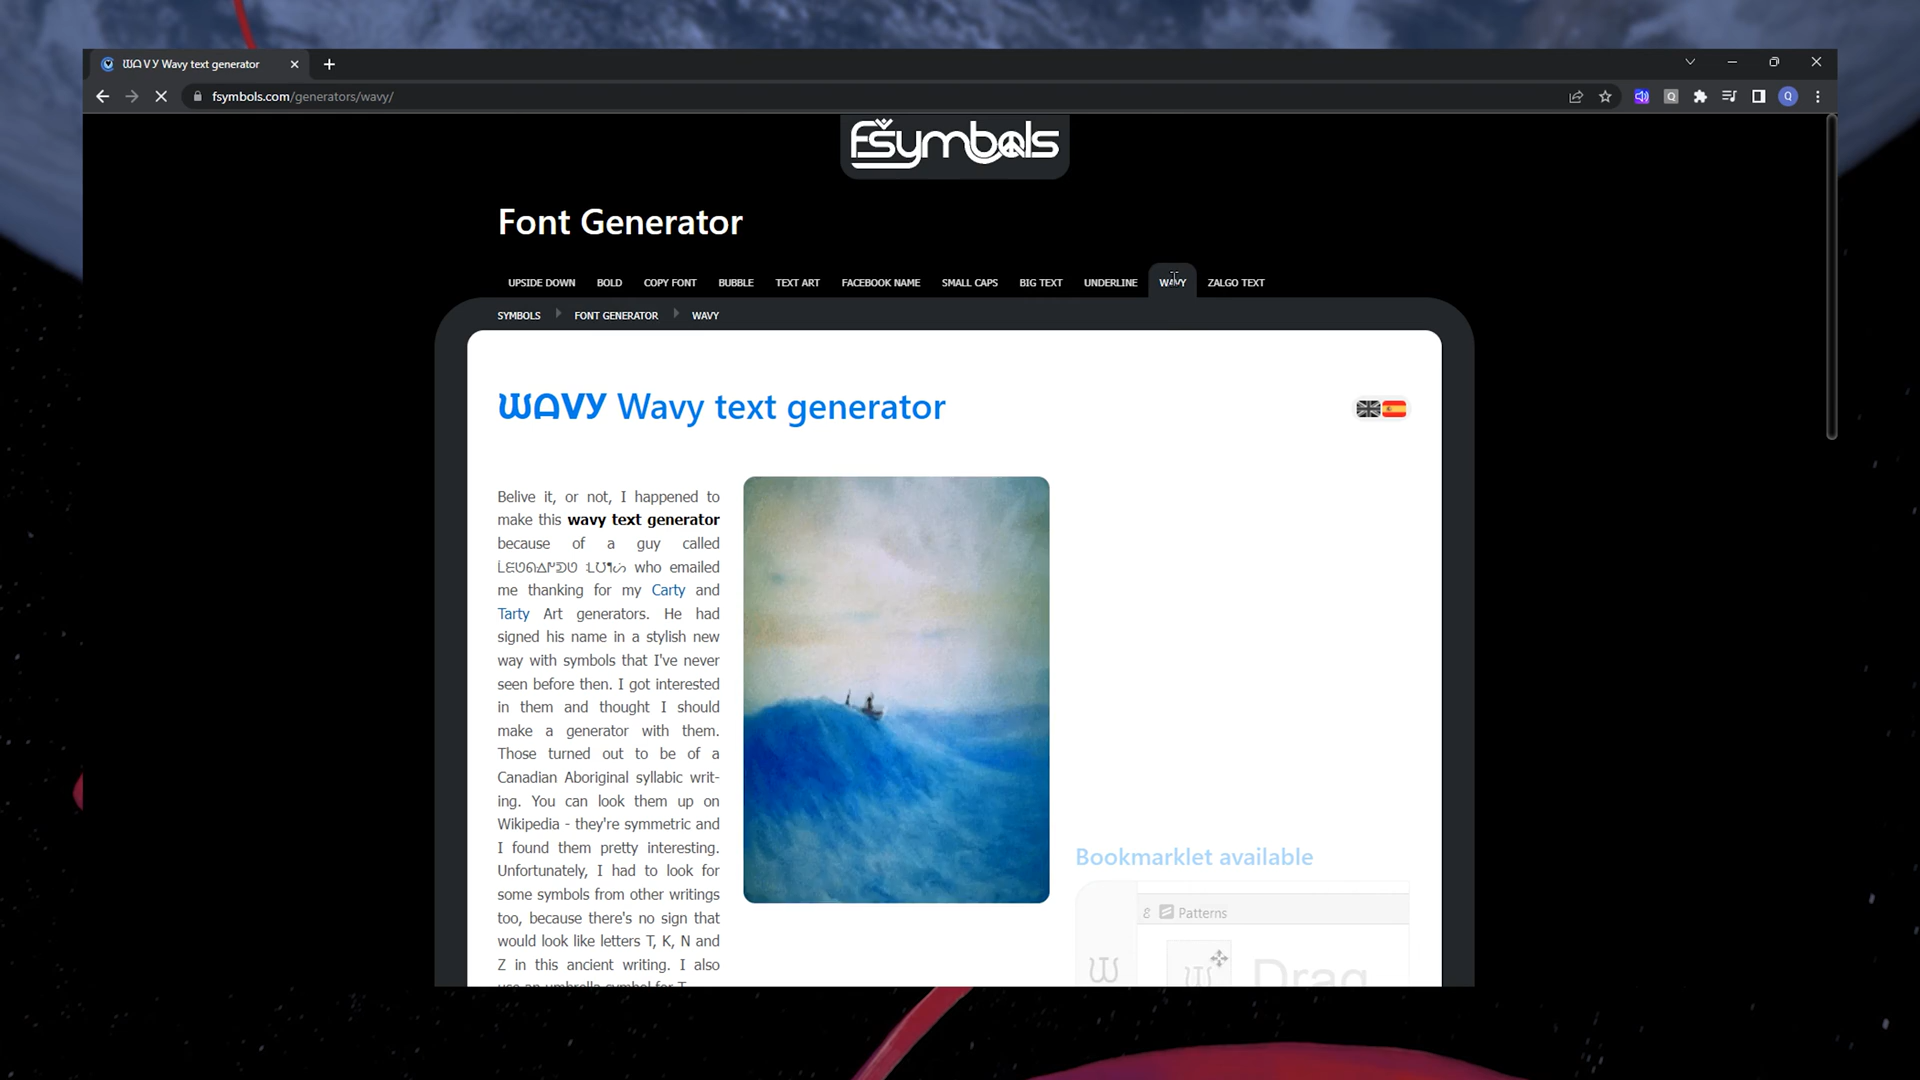 ᗯᗩᐯY Wavy text generator
fsymbols.com/generators/wavy/
Q
Q
fsymbols
Font Generator
UPSIDE DOWN BOLD COPY FONT BUBBLE TEXT ART FACEBOOK NAME SMALL CAPS BIG TEXT UNDERLINE WAVY ZALGO TEXT
SYMBOLS FONT GENERATOR WAVY
Wavy text generator
Belive it, or not, I happened to
make this wavy text generator
because of a guy called
who emailed
me thanking for my Carty and
Tarty Art generators. He had
signed his name in a stylish new
way with symbols that I've never
seen before then. I got interested
in them and thought I should
make a generator with them.
Those turned out to be of a
Canadian Aboriginal syllabic writ-
ing. You can look them up on
Wikipedia - they're symmetric and
I found them pretty interesting.
Unfortunately, I had to look for
some symbols from other writings
too, because there's no sign that
would look like letters T, K, N and
Z in this ancient writing. I also
use an umbrella symbol for T
Bookmarklet available
Patterns
Drag